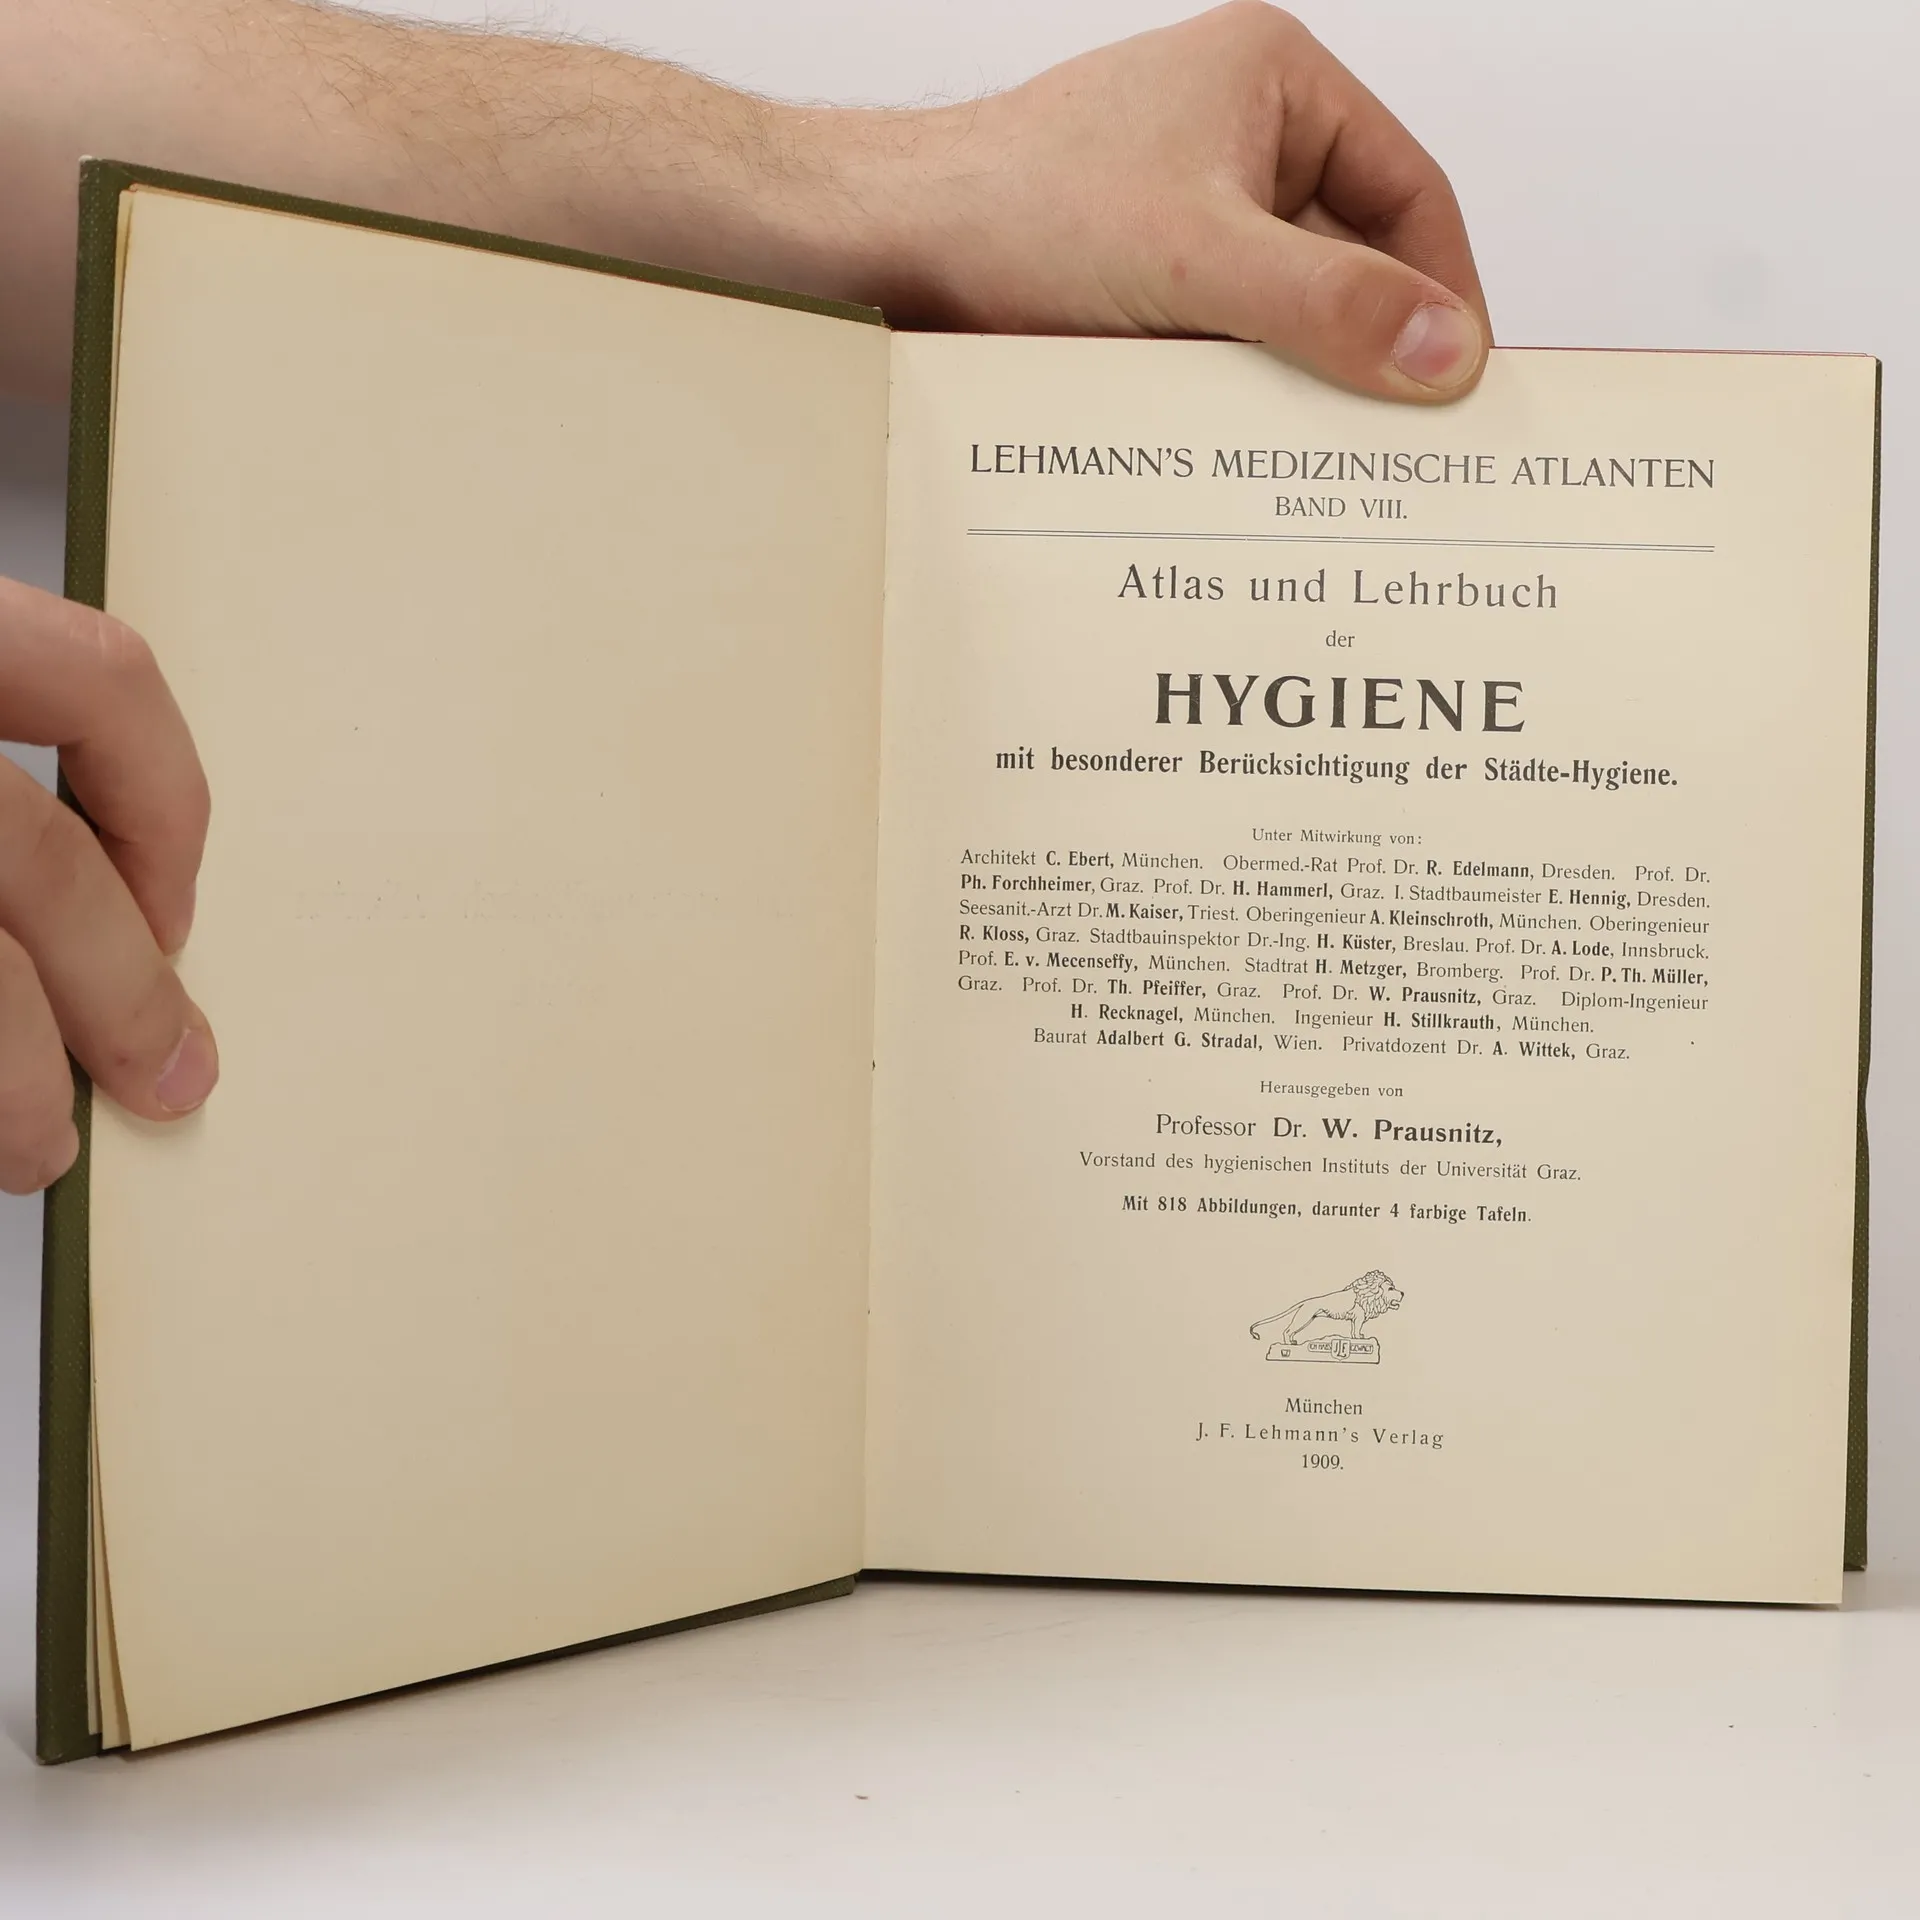 LEHMANN'S MEDIZINISCHE ATLANTEN
BAND VIII.
Atlas und Lehrbuch
der
HYGIENE
mit besonderer Berücksichtigung der Städte-Hygiene.
Unter Mitwirkung von:
Architekt C. Ebert, München. Obermed.-Rat Prof. Dr. R. Edelmann, Dresden. Prof. Dr.
Ph. Forchheimer, Graz. Prof. Dr. H. Hammerl, Graz. I. Stadtbaumeister E. Hennig, Dresden.
Seesanit.-Arzt Dr. M. Kaiser, Triest. Oberingenieur A. Kleinschroth, München. Oberingenieur
R. Kloss, Graz. Stadtbauinspektor Dr.-Ing. H. Küster, Breslau. Prof. Dr. A. Lode, Innsbruck.
Prof. E. v. Mecenseffy, München. Stadtrat H. Metzger, Bromberg. Prof. Dr. P. Th. Müller,
Graz. Prof. Dr. Th. Pfeiffer, Graz. Prof. Dr. W. Prausnitz, Graz. Diplom-Ingenieur
H. Recknagel, München. Ingenieur H. Stillkrauth, München.
Baurat Adalbert G. Stradal, Wien. Privatdozent Dr. A. Wittek, Graz.
Herausgegeben von
Professor Dr. W. Prausnitz,
Vorstand des hygienischen Instituts der Universität Graz.
Mit 818 Abbildungen, darunter 4 farbige Tafeln.
München
J. F. Lehmann's Verlag
1909.